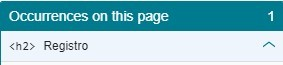 Occurrences on this page 1
<h2> Registro